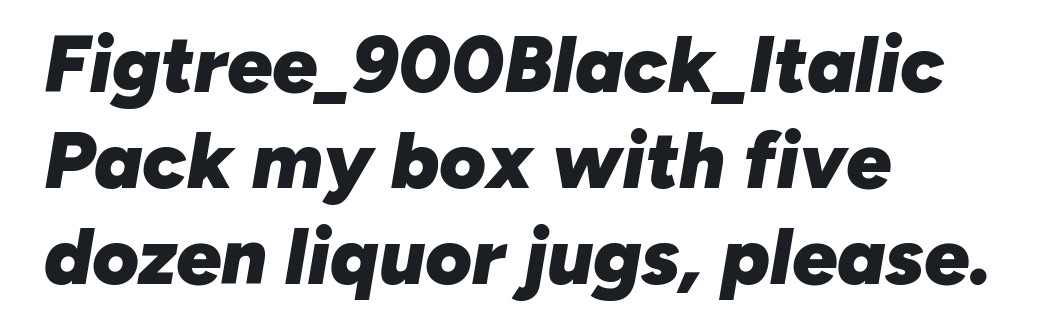 Figtree_900Black_Italic
Pack my box with five
dozen liquor jugs, please.